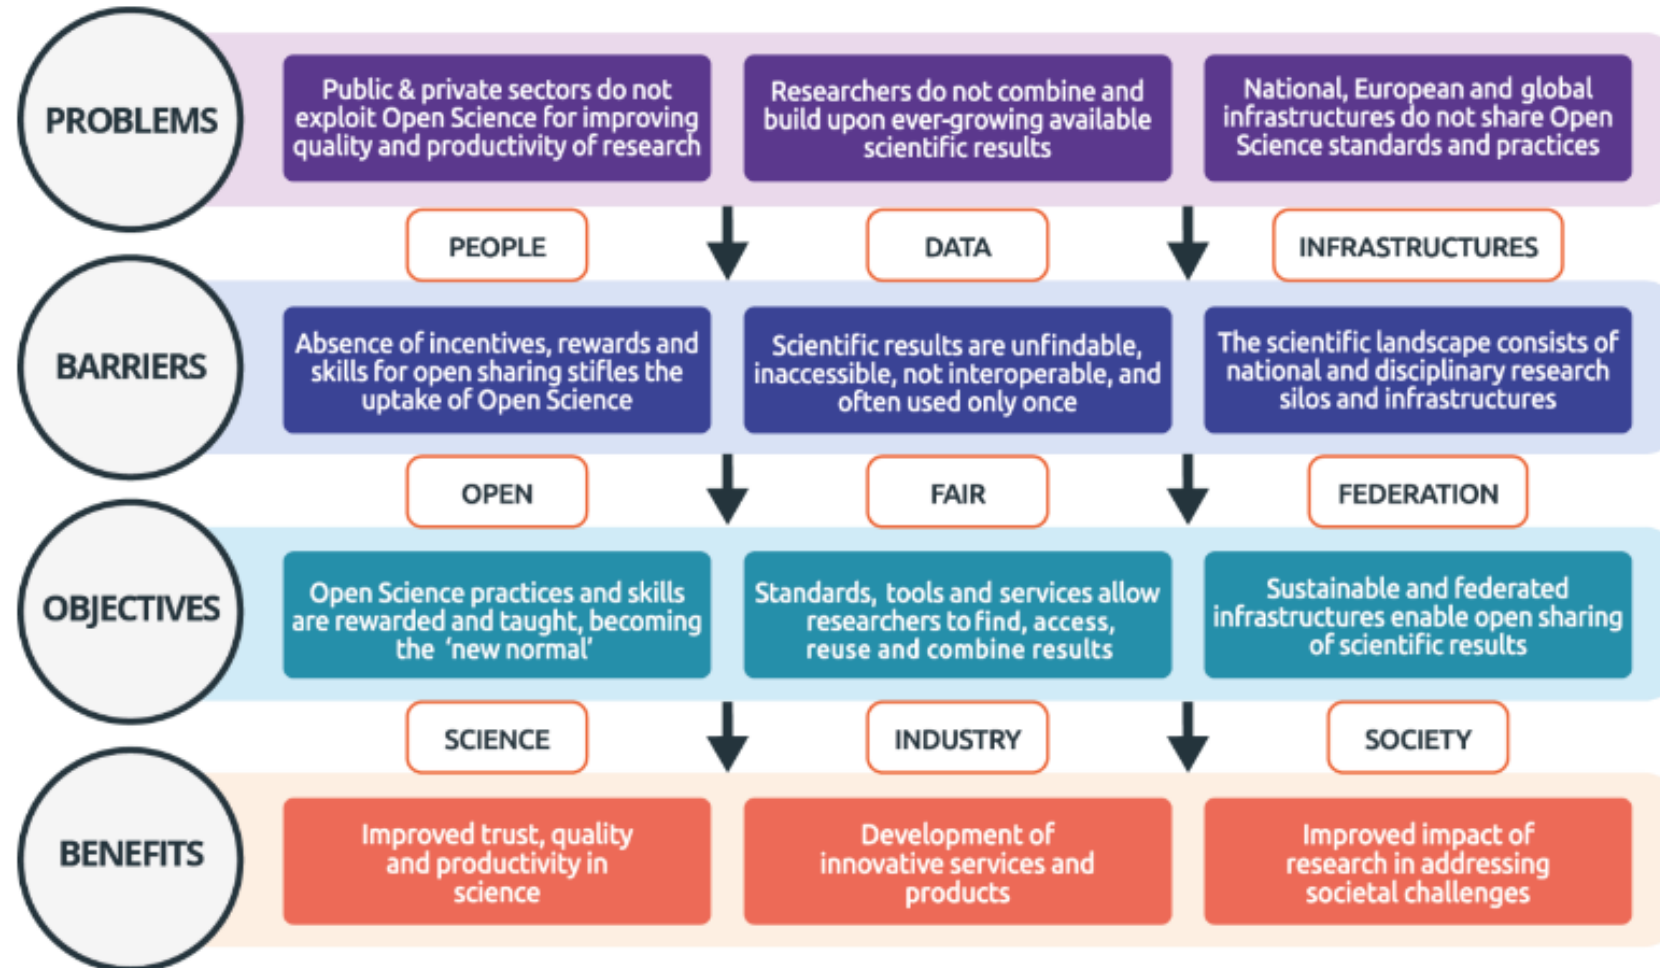 PROBLEMS
Public & private sectors do not
exploit Open Science for improving
quality and productivity of research
Researchers do not combine and
build upon ever-growing available
scientific results
National, European and global
infrastructures do not share Open
Science standards and practices
PEOPLE
DATA
INFRASTRUCTURES
BARRIERS
Absence of incentives, rewards and
skills for open sharing stifles the
uptake of Open Science
Scientific results are unfindable,
inaccessible, not interoperable, and
often used only once
The scientific landscape consists of
national and disciplinary research
silos and infrastructures
OPEN
FAIR
FEDERATION
OBJECTIVES
Open Science practices and skills
are rewarded and taught, becoming
the ‘new normal’
Standards, tools and services allow
researchers to find, access,
reuse and combine results
Sustainable and federated
infrastructures enable open sharing
of scientific results
SCIENCE
INDUSTRY
SOCIETY
BENEFITS
Improved trust, quality
and productivity in
science
Development of
innovative services and
products
Improved impact of
research in addressing
societal challenges